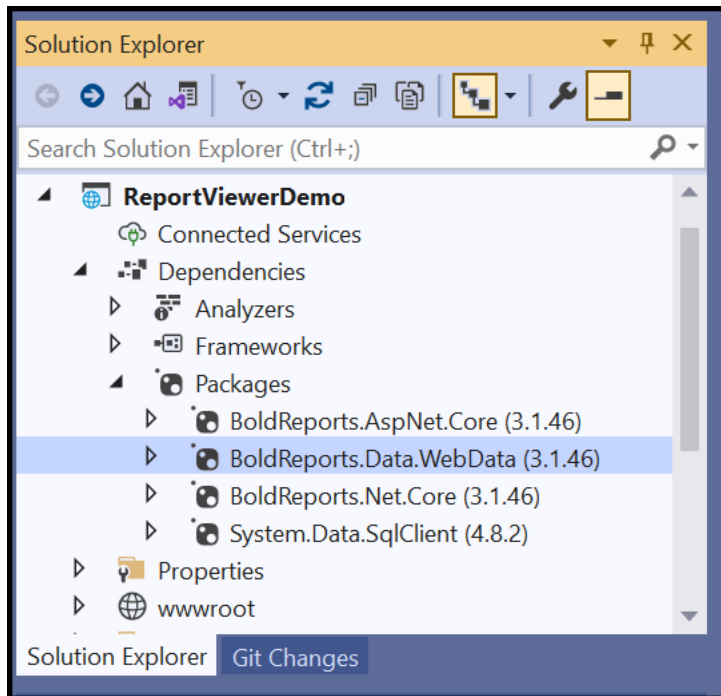 Solution Explorer
Search Solution Explorer (Ctrl+;)
ReportViewerDemo
Connected Services
Dependencies
Analyzers
Frameworks
Packages
BoldReports.AspNet.Core (3.1.46)
BoldReports.Data.WebData (3.1.46)
BoldReports.Net.Core (3.1.46)
System.Data.SqlClient (4.8.2)
Properties
wwwroot
Solution Explorer Git Changes